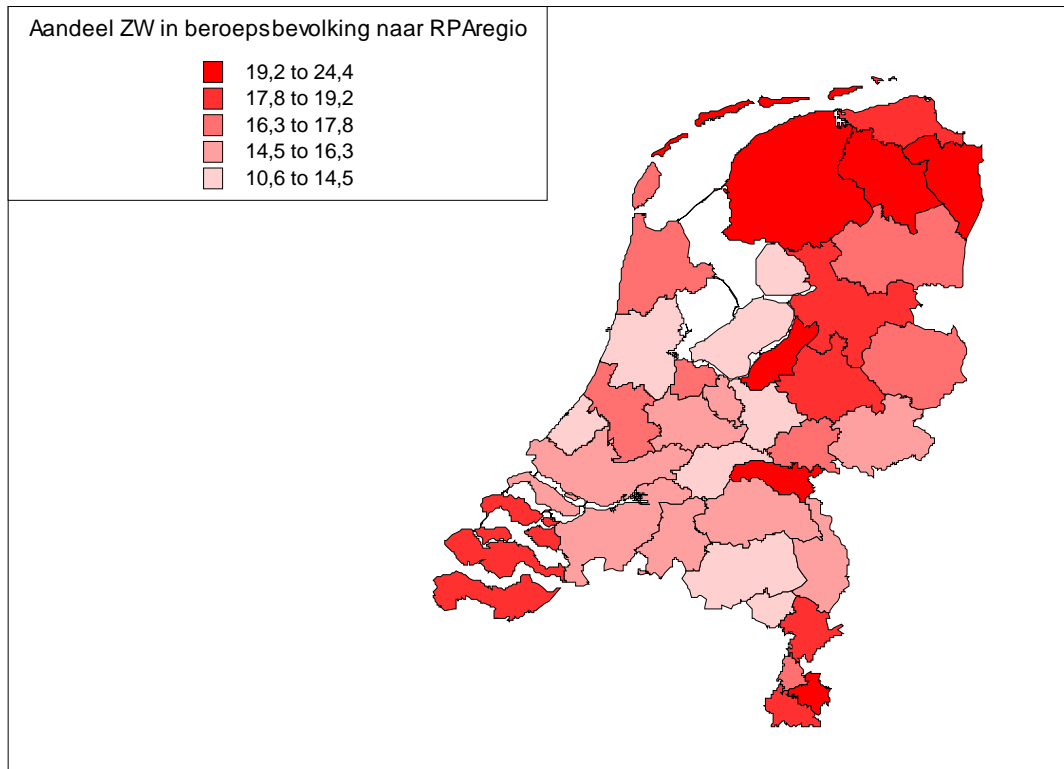 Aandeel ZW in beroepsbevolking naar RPAregio
19,2 to 24,4
17,8 to 19,2
16,3 to 17,8
14,5 to 16,3
10,6 to 14,5